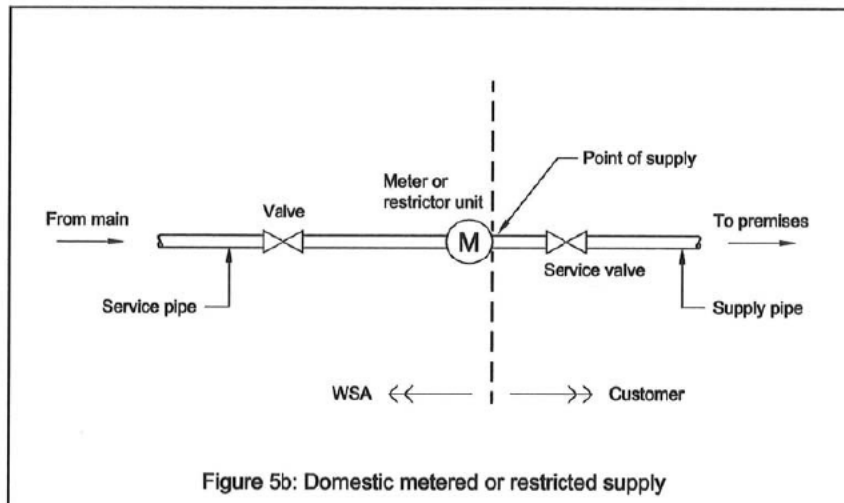 Point of supply
Meter or
restrictor unit
From main
Valve
M
To premises
Service valve
Service pipe
Supply pipe
WSA
Customer
Figure 5b: Domestic metered or restricted supply